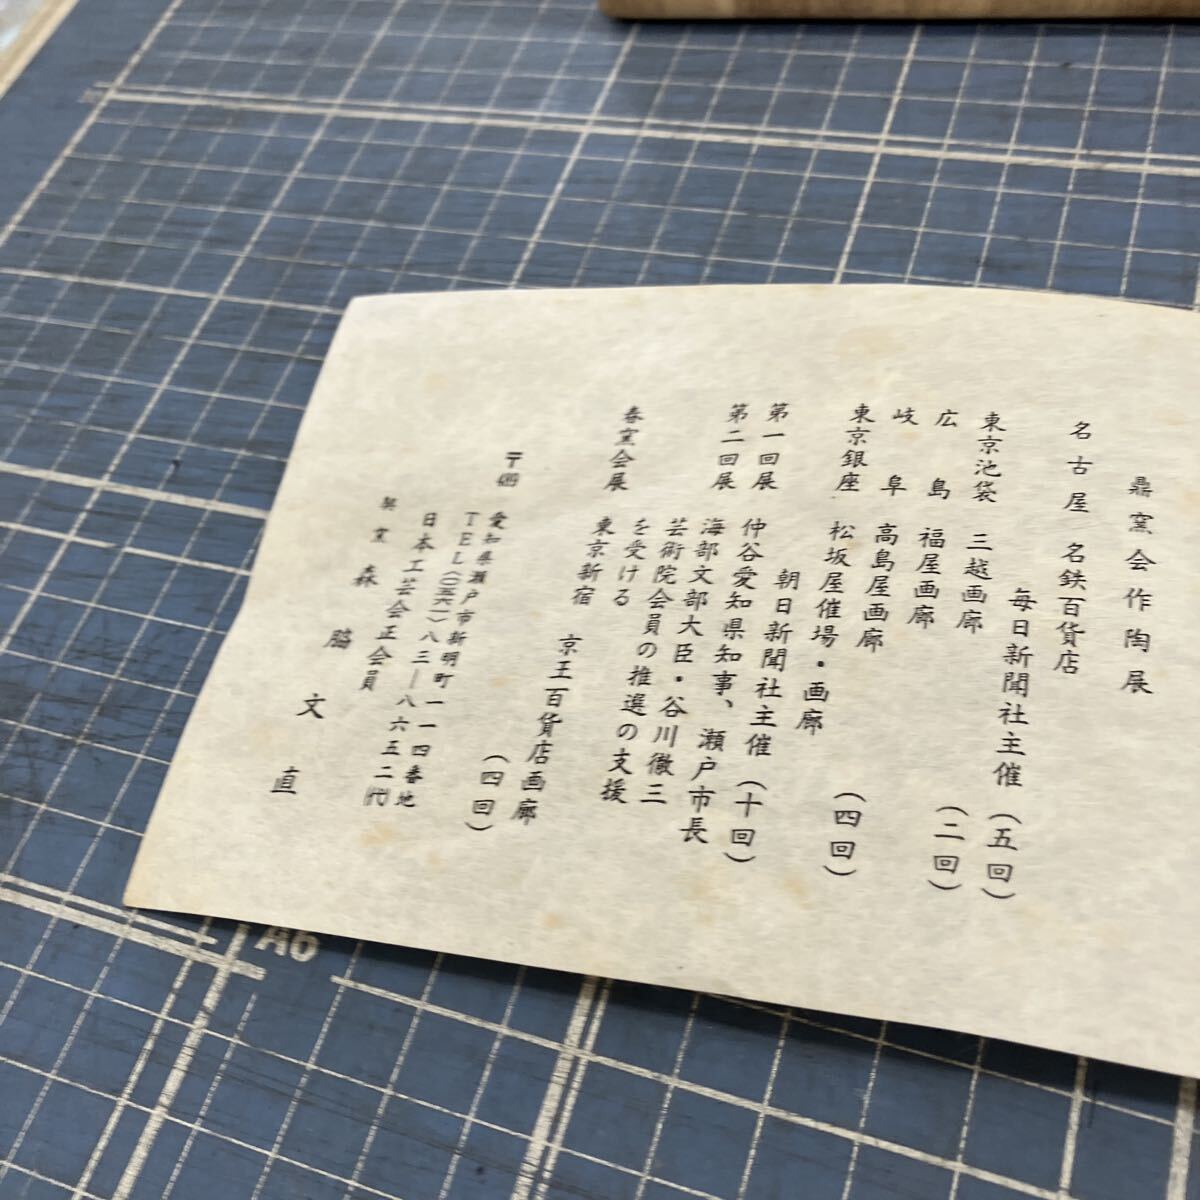 鼎窯会作陶展
名古屋 名鉄百貨店
毎日新聞社主催(五回)
東京池袋 三越画廊
広島 福屋画廊(二回)
岐阜 高島屋画廊
東京銀座 松坂屋催場・画廊(四回)
朝日新聞社主催(十回)
第一回展 仲谷愛知県知事、瀬戸市長
第二回展 海部文部大臣・谷川徹三
芸術院会員の推選の支援
を受ける
春窯会展 東京新宿 京王百貨店画廊
(四回)
〒 愛知県瀬戸市新明町一一四番地
TEL(〇五六一)八三―八六五二㈹
日本工芸会正会員
窯 森脇文直
A6